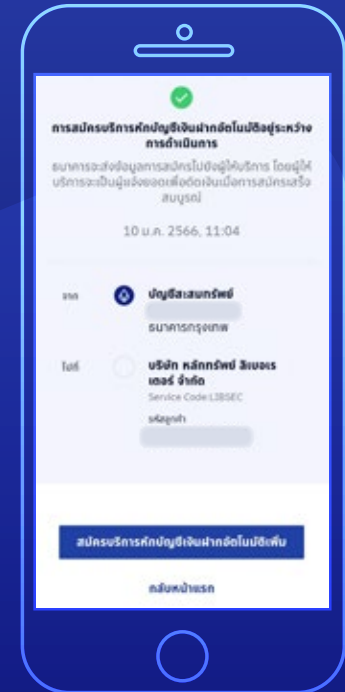 การสมัครบริการหักบัญชีเงินฝากอัตโนมัติอยู่ระหว่าง
การดำเนินการ
ธนาคารจะส่งข้อมูลการสมัครไปยังผู้ให้บริการ โดยผู้ให้
บริการจะเป็นผู้แจ้งยอดเพื่อตัดเงินเมื่อการสมัครเสร็จ
สมบูรณ์
10 ม.ค. 2566, 11:04
จาก
บัญชีสะสมทรัพย์
ธนาคารกรุงเทพ
ไปที่
บริษัท หลักทรัพย์ ลิเบอเร
เตอร์ จำกัด
Service Code:LIBSEC
รหัสลูกค้า
สมัครบริการหักบัญชีเงินฝากอัตโนมัติเพิ่ม
กลับหน้าแรก